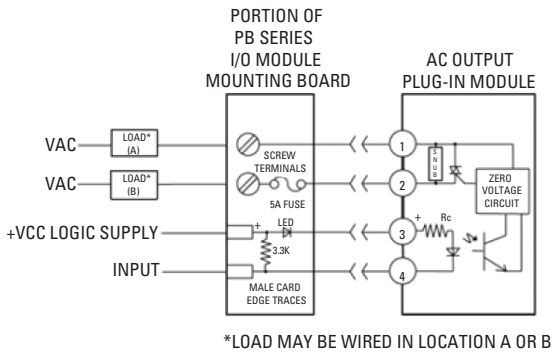 PORTION OF
PB SERIES
I/O MODULE
MOUNTING BOARD
AC OUTPUT
PLUG-IN MODULE
VAC
LOAD*
(A)
VAC
LOAD*
(B)
+VCC LOGIC SUPPLY
INPUT
SCREW
TERMINALS
5A FUSE
+
LED
3.3K
MALE CARD
EDGE TRACES
1
2
3
4
SNUB
ZERO
VOLTAGE
CIRCUIT
+
Rc
*LOAD MAY BE WIRED IN LOCATION A OR B